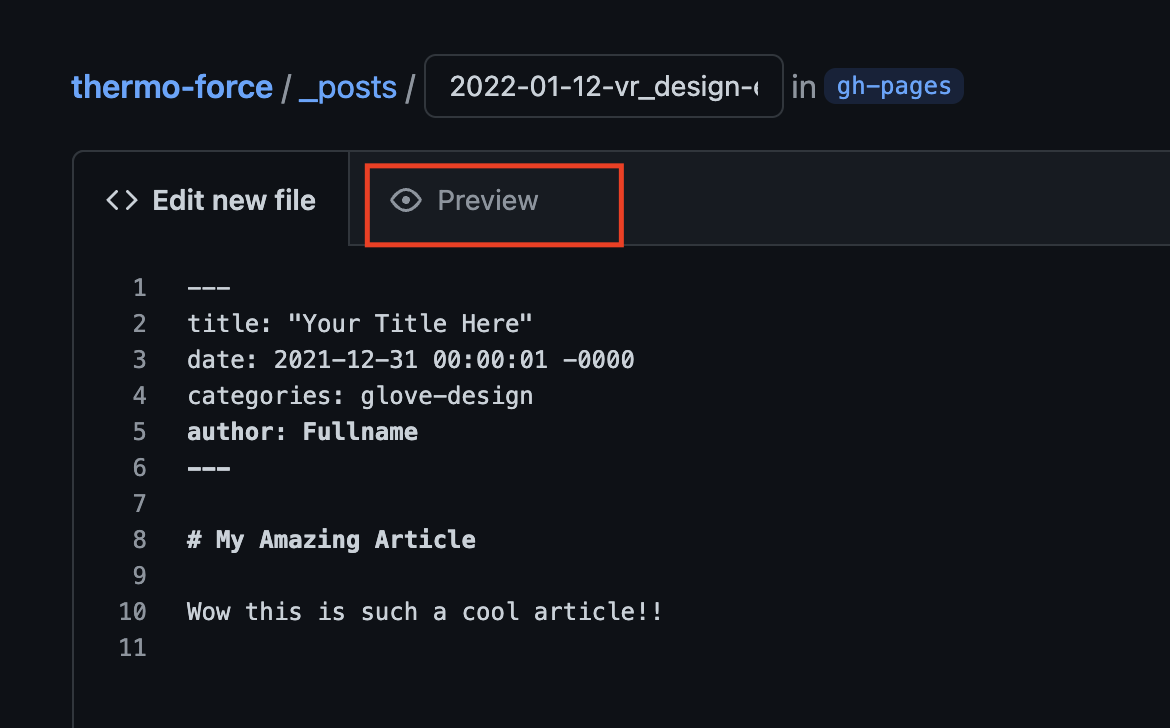 thermo-force / _posts / 2022-01-12-vr_design- in gh-pages
<> Edit new file Preview
1 ---
2 title: "Your Title Here"
3 date: 2021-12-31 00:00:01 -0000
4 categories: glove-design
5 author: Fullname
6 ---
7
8 # My Amazing Article
9
10 Wow this is such a cool article!!
11